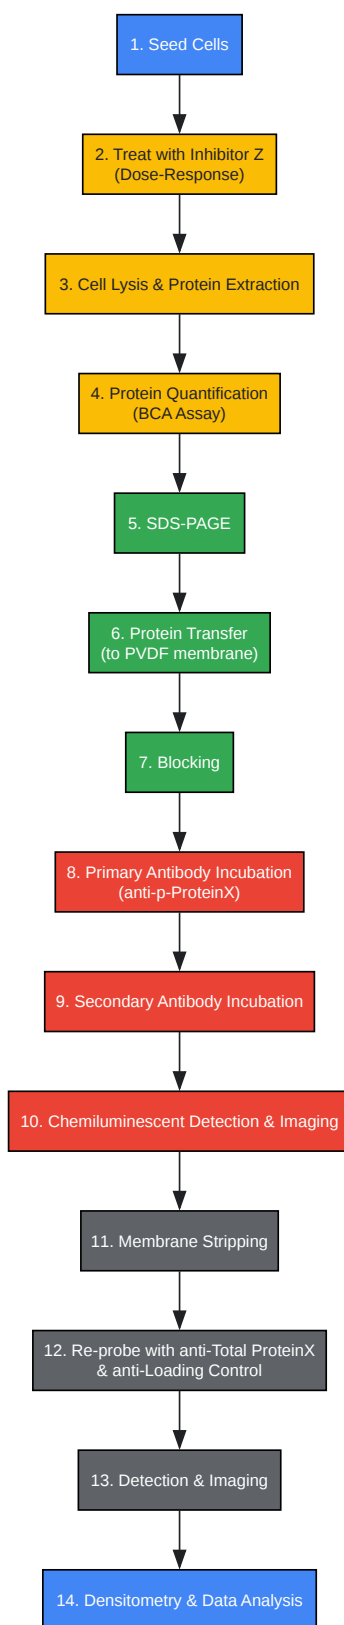 1. Seed Cells
2. Treat with Inhibitor Z
(Dose-Response)
3. Cell Lysis & Protein Extraction
4. Protein Quantification
(BCA Assay)
5. SDS-PAGE
6. Protein Transfer
(to PVDF membrane)
7. Blocking
8. Primary Antibody Incubation
(anti-p-ProteinX)
9. Secondary Antibody Incubation
10. Chemiluminescent Detection & Imaging
11. Membrane Stripping
12. Re-probe with anti-Total ProteinX
& anti-Loading Control
13. Detection & Imaging
14. Densitometry & Data Analysis